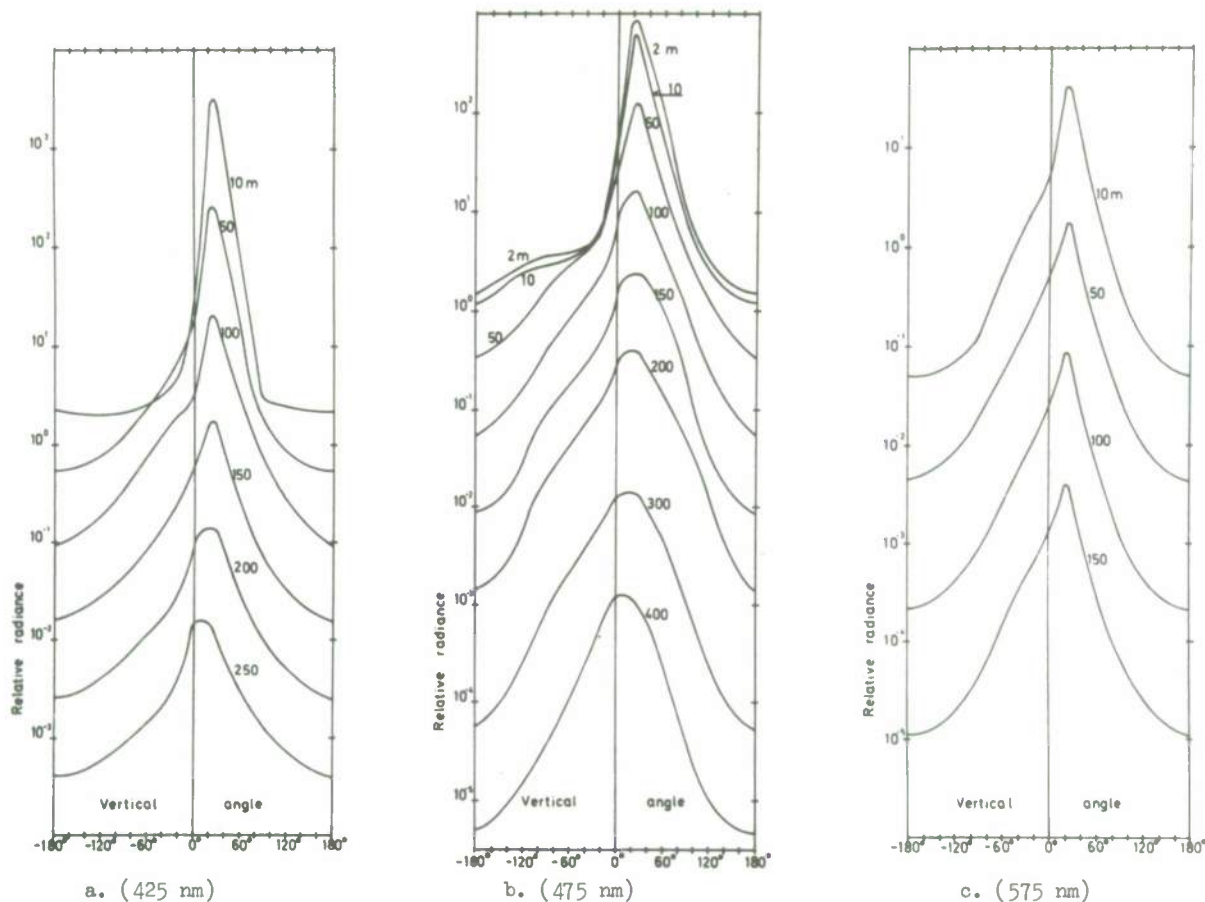 10³
10 m
50
10²
100
10¹
10⁰
150
10⁻¹
200
10⁻²
250
10⁻³
Relative radiance
Vertical angle
-180° -120° -60° 0° 60° 120° 180°
a. (425 nm)
2 m
10
10²
50
100
10¹
2 m
10
150
10⁰
50
200
10⁻¹
10⁻²
300
10⁻³
400
10⁻⁴
10⁻⁵
Relative radiance
Vertical angle
-180° -120° -60° 0° 60° 120° 180°
b. (475 nm)
10¹
10 m
10⁰
50
10⁻¹
100
10⁻²
10⁻³
150
10⁻⁴
10⁻⁵
Relative radiance
Vertical angle
-180° -120° -60° 0° 60° 120° 180°
c. (575 nm)